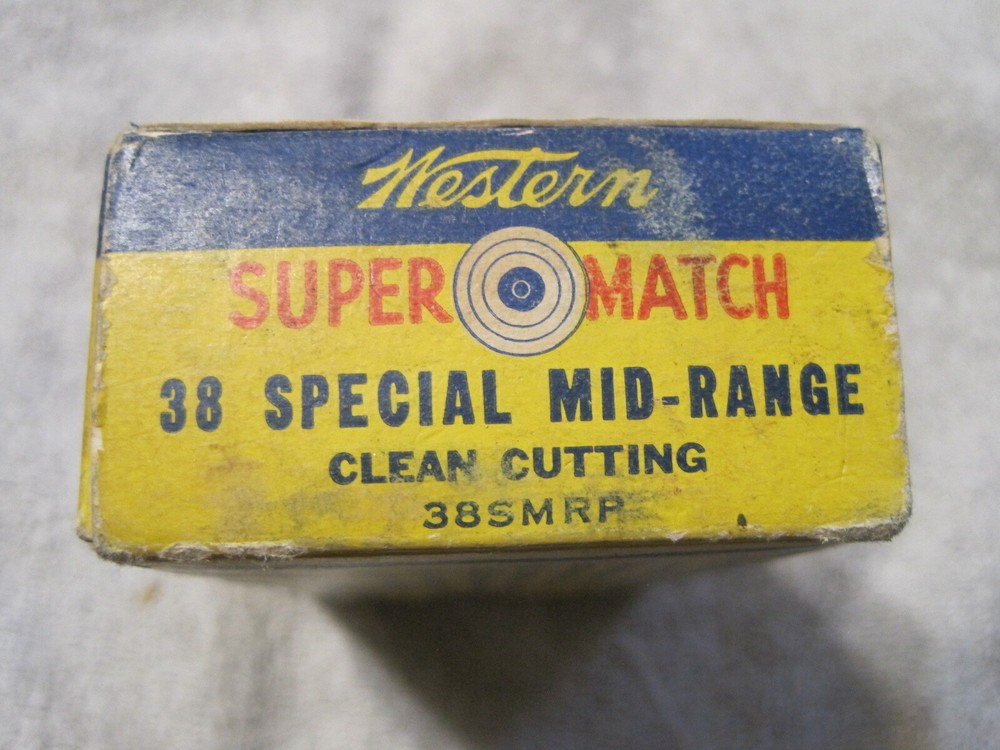 Western
SUPER MATCH
38 SPECIAL MID-RANGE
CLEAN CUTTING
38SMRP